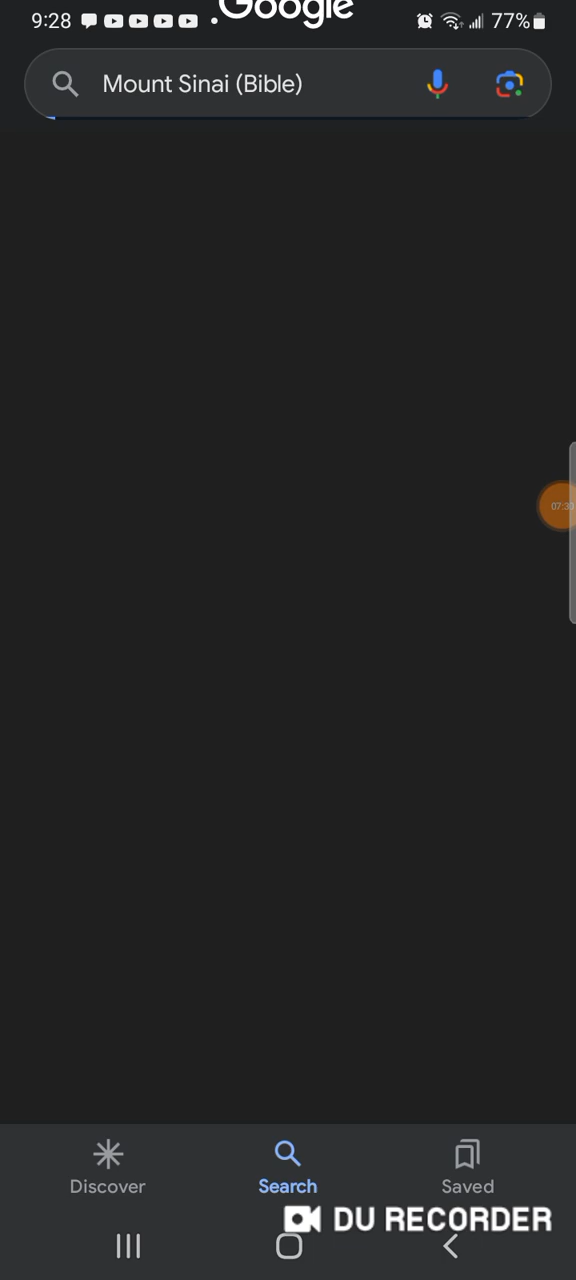 9:28
77%
Google
Mount Sinai (Bible)
Discover
Search
Saved
DU RECORDER